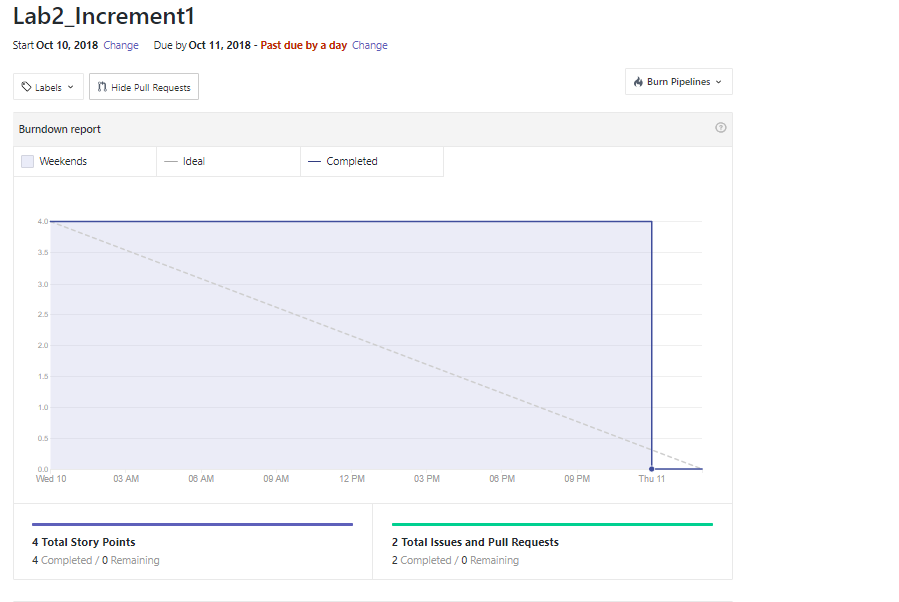 Lab2_Increment1
Start Oct 10, 2018 Change Due by Oct 11, 2018 - Past due by a day Change
Labels Hide Pull Requests Burn Pipelines
Burndown report
Weekends Ideal Completed
4.0
3.5
3.0
2.5
2.0
1.5
1.0
0.5
0.0
Wed 10 03 AM 06 AM 09 AM 12 PM 03 PM 06 PM 09 PM Thu 11
4 Total Story Points
4 Completed / 0 Remaining
2 Total Issues and Pull Requests
2 Completed / 0 Remaining